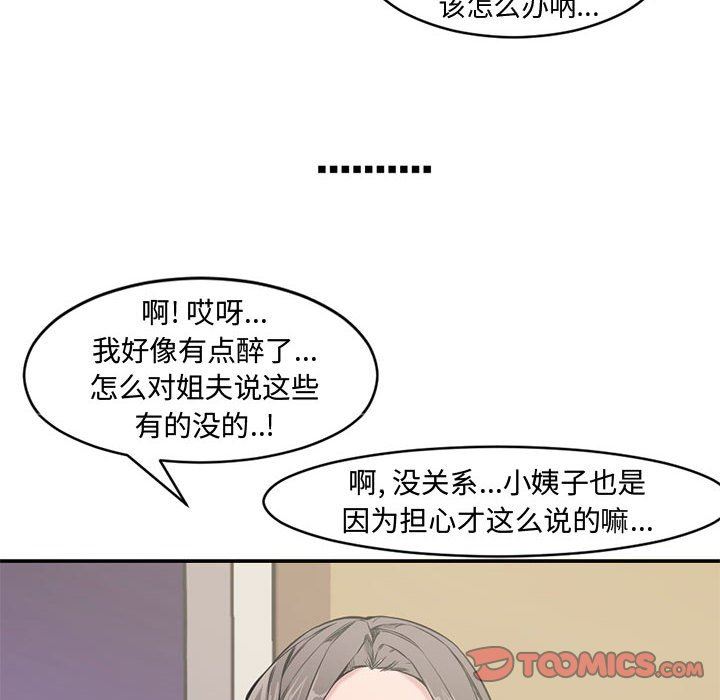 该怎么办呐...
..........
啊! 哎呀...
我好像有点醉了...
怎么对姐夫说这些
有的没的..!
啊, 没关系...小姨子也是
因为担心才这么说的嘛...
TOOMICS.COM